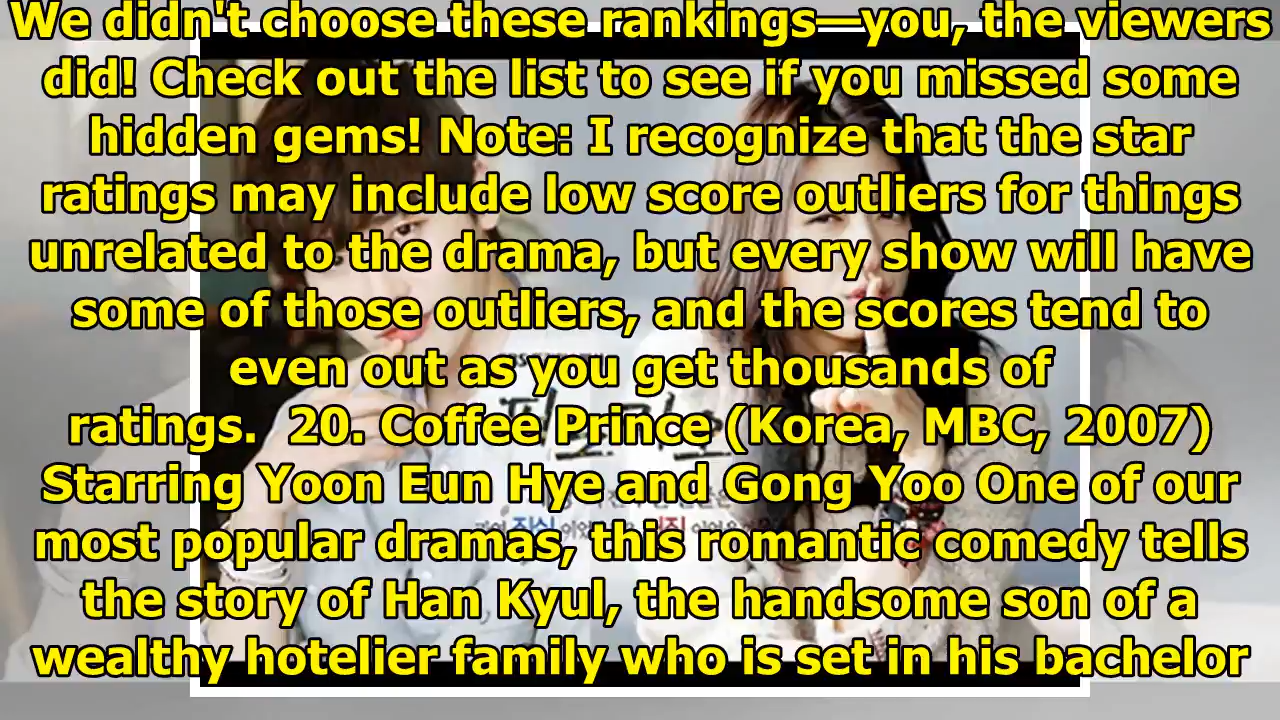 We didn't choose these rankings—you, the viewers
did! Check out the list to see if you missed some
hidden gems! Note: I recognize that the star
ratings may include low score outliers for things
unrelated to the drama, but every show will have
some of those outliers, and the scores tend to
even out as you get thousands of
ratings.  20. Coffee Prince (Korea, MBC, 2007)
Starring Yoon Eun Hye and Gong Yoo One of our
most popular dramas, this romantic comedy tells
the story of Han Kyul, the handsome son of a
wealthy hotelier family who is set in his bachelor